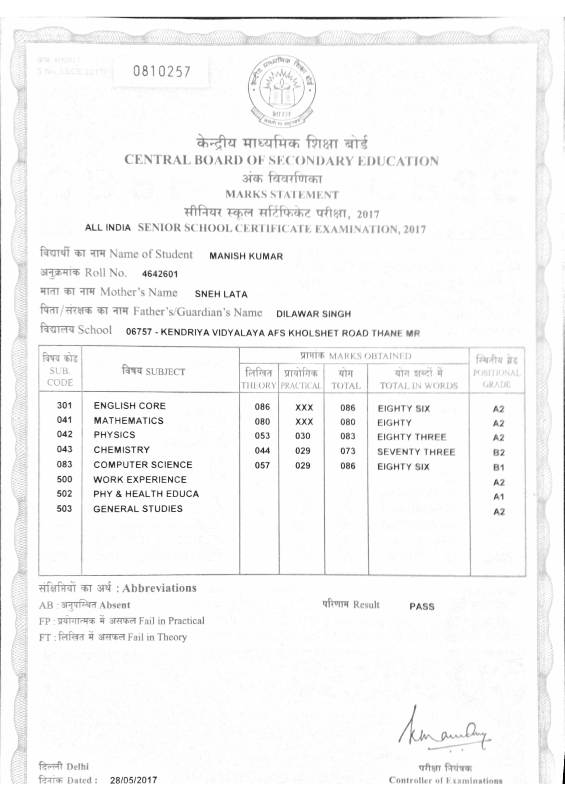 0810257
केन्द्रीय माध्यमिक शिक्षा बोर्ड
CENTRAL BOARD OF SECONDARY EDUCATION
अंक विवरणिका
MARKS STATEMENT
सीनियर स्कूल सर्टिफिकेट परीक्षा, 2017
ALL INDIA SENIOR SCHOOL CERTIFICATE EXAMINATION, 2017
विद्यार्थी का नाम Name of Student MANISH KUMAR
अनुक्रमांक Roll No. 4642601
माता का नाम Mother's Name SNEH LATA
पिता/संरक्षक का नाम Father's/Guardian's Name DILAWAR SINGH
विद्यालय School 06757 - KENDRIYA VIDYALAYA AFS KHOLSHET ROAD THANE MR
विषय कोड SUB. CODE विषय SUBJECT प्राप्तांक MARKS OBTAINED स्थितीय ग्रेड POSITIONAL GRADE
लिखित THEORY प्रायोगिक PRACTICAL योग TOTAL योग शब्दों में TOTAL IN WORDS
301 ENGLISH CORE 086 XXX 086 EIGHTY SIX A2
041 MATHEMATICS 080 XXX 080 EIGHTY A2
042 PHYSICS 053 030 083 EIGHTY THREE A2
043 CHEMISTRY 044 029 073 SEVENTY THREE B2
083 COMPUTER SCIENCE 057 029 086 EIGHTY SIX B1
500 WORK EXPERIENCE A2
502 PHY & HEALTH EDUCA A1
503 GENERAL STUDIES A2
संक्षिप्तियों का अर्थ : Abbreviations
AB : अनुपस्थित Absent परिणाम Result PASS
FP : प्रयोगात्मक में असफल Fail in Practical
FT : लिखित में असफल Fail in Theory
दिल्ली Delhi परीक्षा नियंत्रक
दिनांक Dated : 28/05/2017 Controller of Examinations